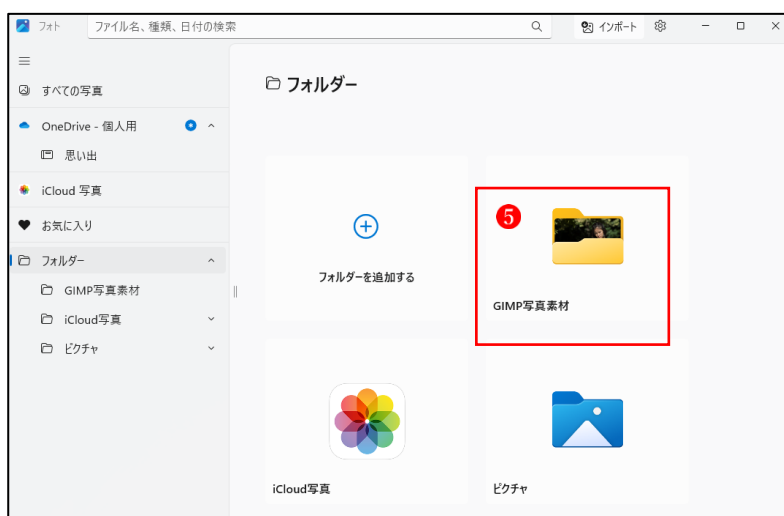 フォト
ファイル名、種類、日付の検索
インポート
すべての写真
OneDrive - 個人用
思い出
iCloud 写真
お気に入り
フォルダー
GIMP写真素材
iCloud写真
ピクチャ
フォルダー
フォルダーを追加する
5
GIMP写真素材
iCloud写真
ピクチャ